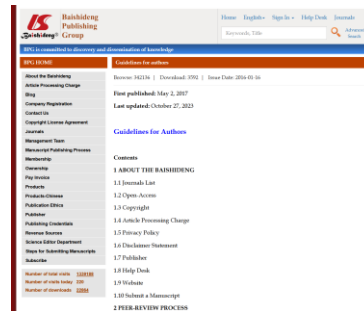 Baishideng
Publishing
Baishideng® Group
Home English Sign In Help Desk Journals
Keywords, Title
Advanced
Search
BPG is committed to discovery and dissemination of knowledge
BPG HOME
Guidelines for authors
About the Baishideng
Article Processing Charge
Blog
Company Registration
Contact Us
Copyright License Agreement
Journals
Management Team
Manuscript Publishing Process
Membership
Ownership
Pay Invoice
Products
Products-Chinese
Publication Ethics
Publisher
Publishing Credentials
Revenue Sources
Science Editor Department
Steps for Submitting Manuscripts
Subscribe
Number of total visits
Number of visits today
Number of downloads
Browse: 342136 | Download: 3592 | Issue Date: 2016-01-16
First published: May 2, 2017
Last updated: October 27, 2023
Guidelines for Authors
Contents
1 ABOUT THE BAISHIDENG
1.1 Journals List
1.2 Open-Access
1.3 Copyright
1.4 Article Processing Charge
1.5 Privacy Policy
1.6 Disclaimer Statement
1.7 Publisher
1.8 Help Desk
1.9 Website
1.10 Submit a Manuscript
2 PEER-REVIEW PROCESS